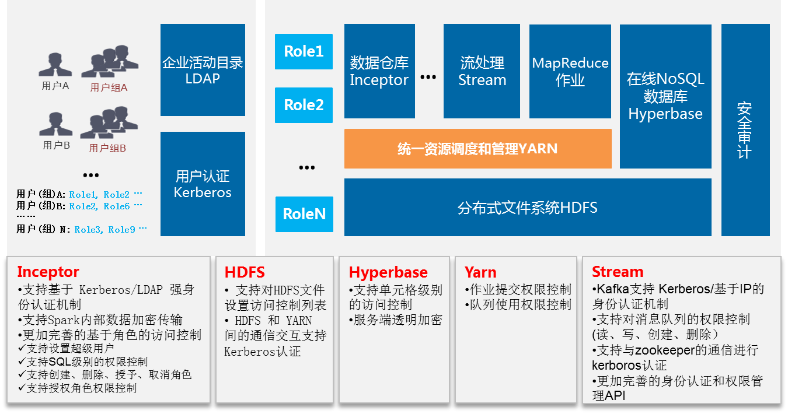 用户A
用户组A
用户B
用户组B
...
用户(组)A: Role1, Role2 ...
用户(组)B: Role2, Role6 ...
......
用户(组) N: Role3, Role9 ...
企业活动目录
LDAP
用户认证
Kerberos
Role1
Role2
...
RoleN
数据仓库
Inceptor
...
流处理
Stream
MapReduce
作业
在线NoSQL
数据库
Hyperbase
统一资源调度和管理YARN
分布式文件系统HDFS
安全审计
Inceptor
•支持基于 Kerberos/LDAP 强身
份认证机制
•支持Spark内部数据加密传输
•更加完善的基于角色的访问控制
✓支持设置超级用户
✓支持SQL级别的权限控制
✓支持创建、删除、授予、取消角色
✓支持授权角色权限控制
HDFS
• 支持对HDFS文件
设置访问控制列表
• HDFS 和 YARN
间的通信交互支持
Kerberos认证
Hyperbase
•支持单元格级别
的访问控制
•服务端透明加密
Yarn
•作业提交权限控制
•队列使用权限控制
Stream
•Kafka支持 Kerberos/基于IP的
身份认证机制
•支持对消息队列的权限控制
(读、写、创建、删除）
•支持与zookeeper的通信进行
kerboros认证
•更加完善的身份认证和权限管
理API